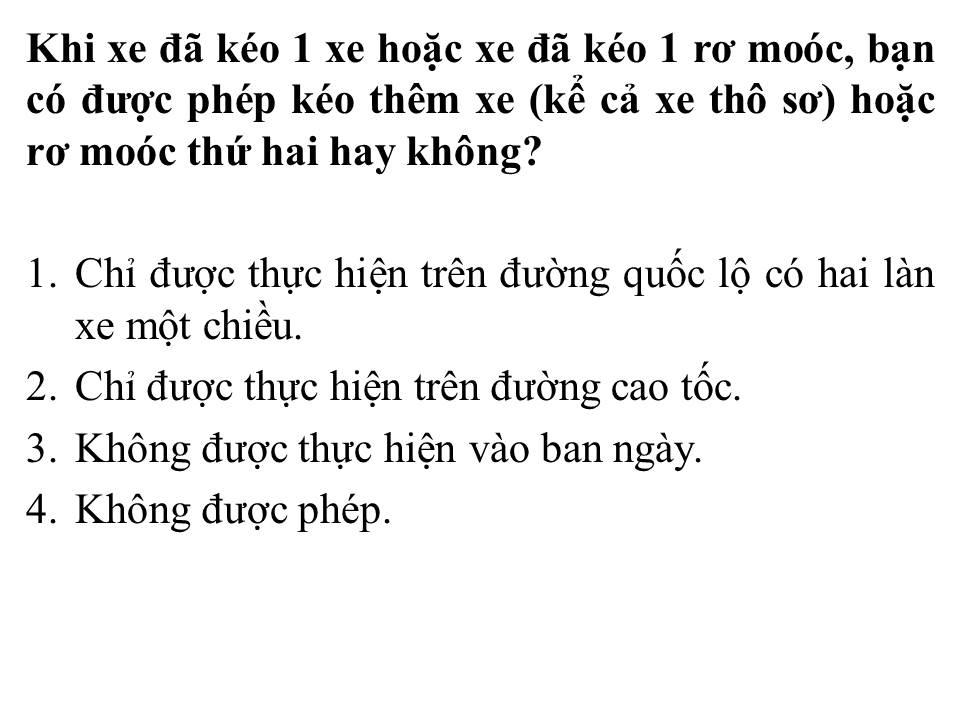 Khi xe đã kéo 1 xe hoặc xe đã kéo 1 rơ moóc, bạn
có được phép kéo thêm xe (kể cả xe thô sơ) hoặc
rơ moóc thứ hai hay không?
1. Chỉ được thực hiện trên đường quốc lộ có hai làn
xe một chiều.
2. Chỉ được thực hiện trên đường cao tốc.
3. Không được thực hiện vào ban ngày.
4. Không được phép.